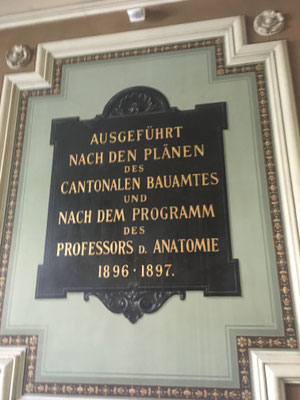 AUSGEFÜHRT
NACH DEN PLÄNEN
DES
CANTONALEN BAUAMTES
UND
NACH DEM PROGRAMM
DES
PROFESSORS D. ANATOMIE
1896 · 1897.